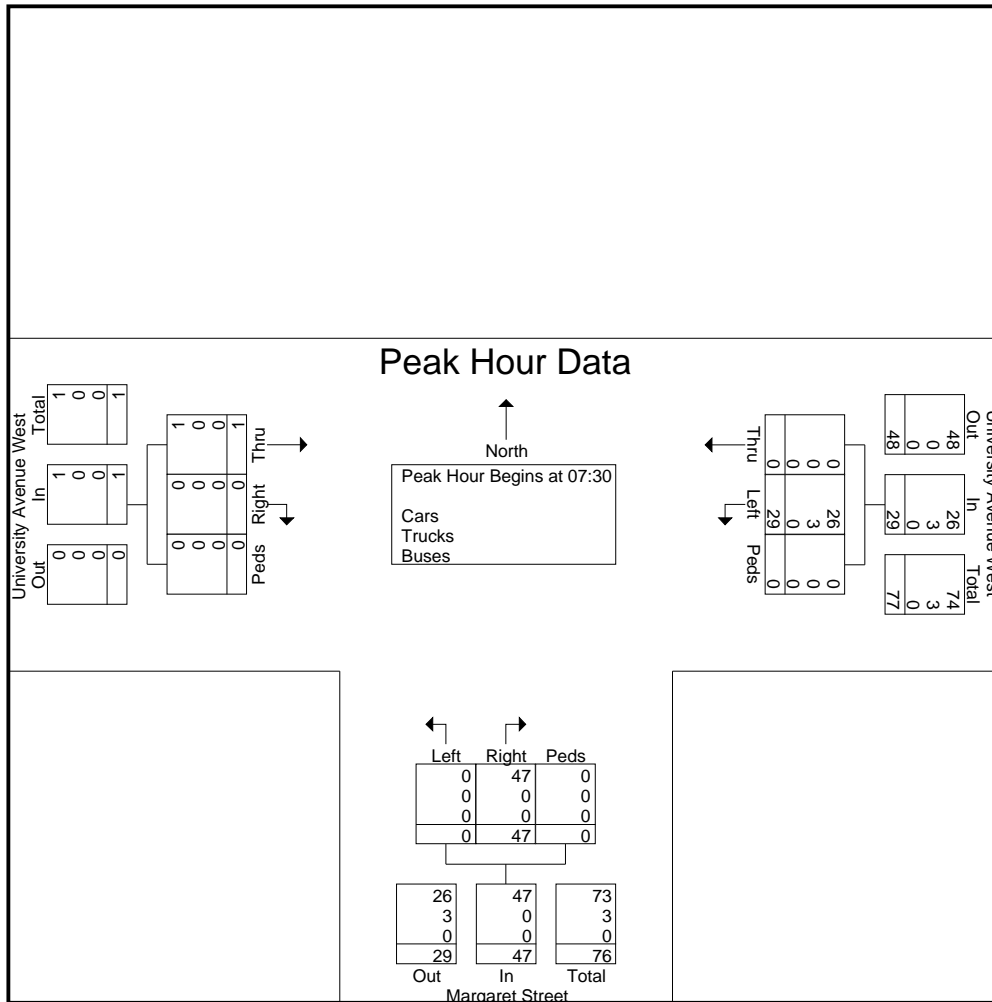 Peak Hour Data
North
Peak Hour Begins at 07:30
Cars
Trucks
Buses
University Avenue West
Out In Total
0 1 1
0 0 0
0 0 0
0 1 1
Peds Right Thru
0 0 1
0 0 0
0 0 0
0 0 1
University Avenue West
Out In Total
48 26 74
0 3 3
0 0 0
48 29 77
Thru Left Peds
0 26 0
0 3 0
0 0 0
0 29 0
Left Right Peds
0 47 0
0 0 0
0 0 0
0 47 0
26 47 73
3 0 3
0 0 0
29 47 76
Out In Total
Margaret Street